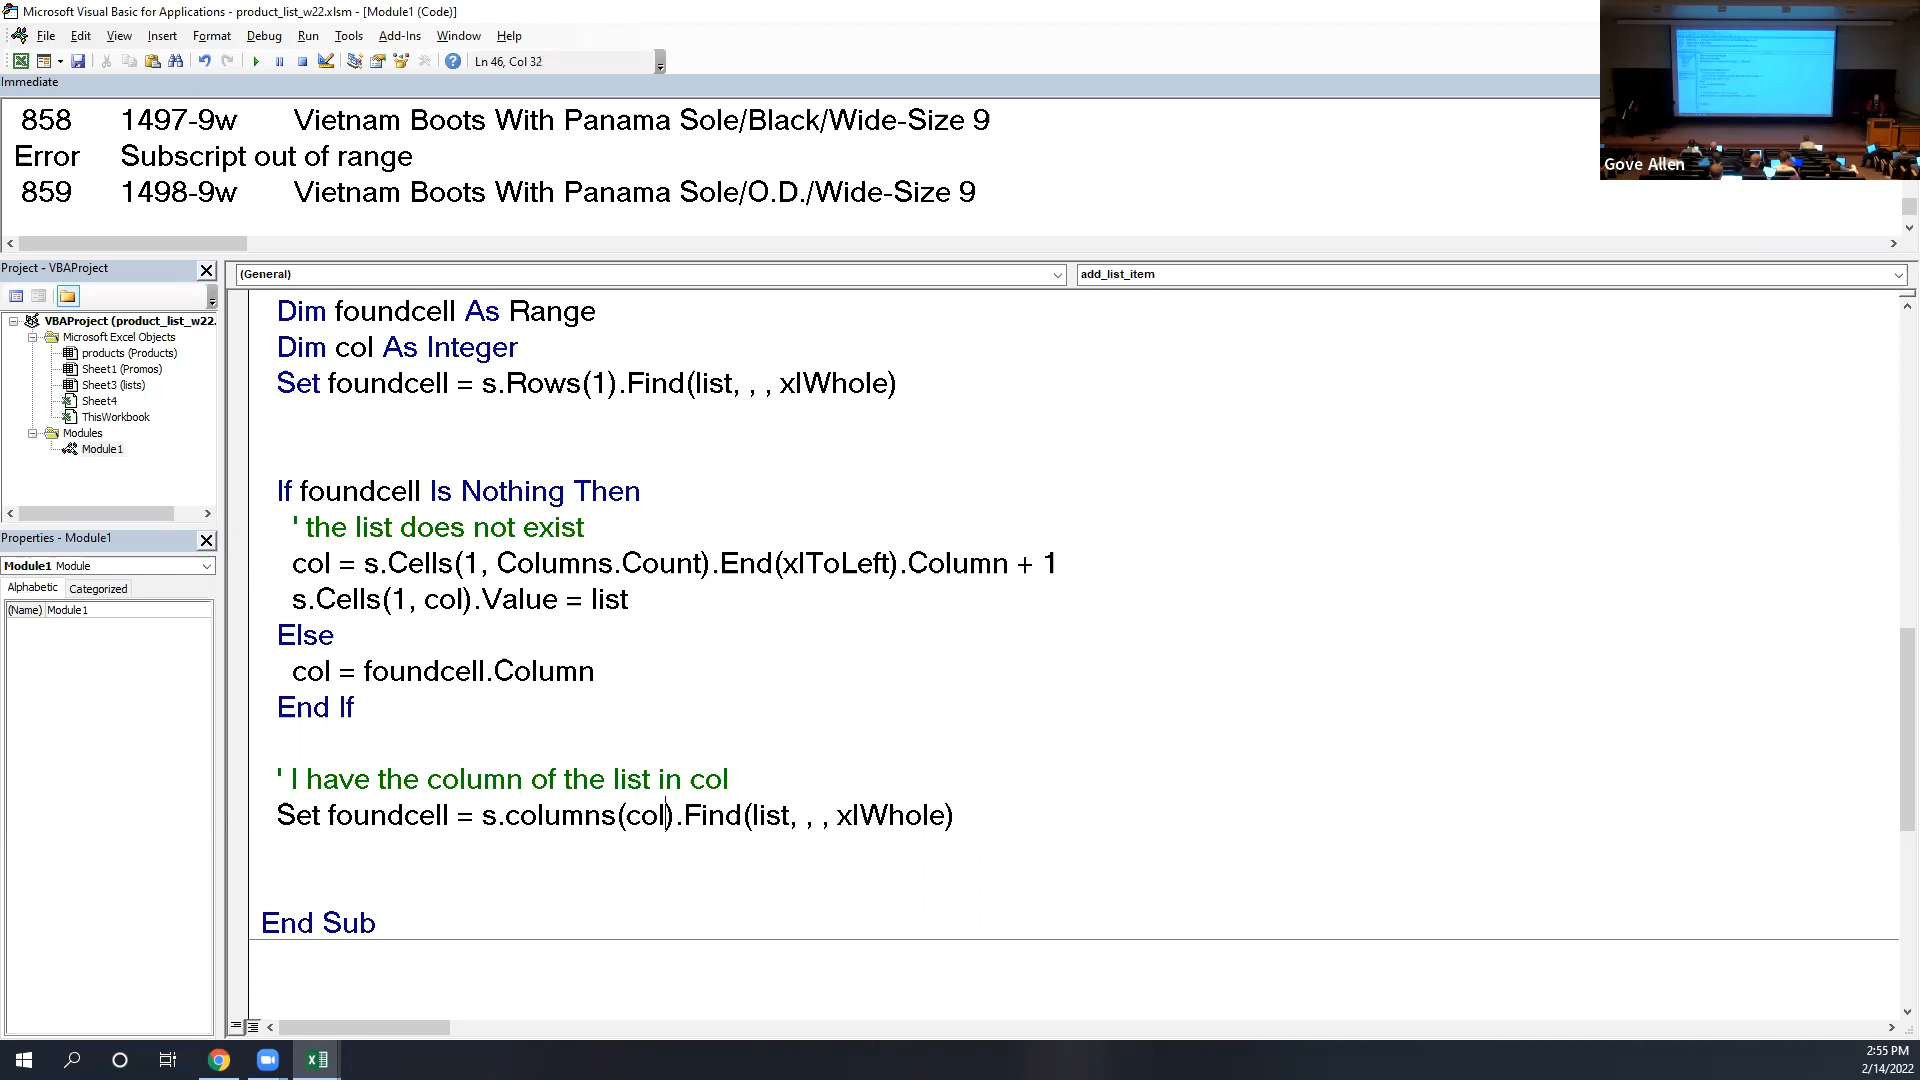 Microsoft Visual Basic for Applications - product_list_w22.xlsm - [Module1 (Code)]
File Edit View Insert Format Debug Run Tools Add-Ins Window Help
Ln 46, Col 32
Immediate
858 1497-9w Vietnam Boots With Panama Sole/Black/Wide-Size 9
Error Subscript out of range
859 1498-9w Vietnam Boots With Panama Sole/O.D./Wide-Size 9
Gove Allen
Project - VBAProject
VBAProject (product_list_w22.
Microsoft Excel Objects
products (Products)
Sheet1 (Promos)
Sheet3 (lists)
Sheet4
ThisWorkbook
Modules
Module1
Properties - Module1
Module1 Module
Alphabetic Categorized
(Name) Module1
(General) add_list_item
Dim foundcell As Range
Dim col As Integer
Set foundcell = s.Rows(1).Find(list, , , xlWhole)
If foundcell Is Nothing Then
' the list does not exist
col = s.Cells(1, Columns.Count).End(xlToLeft).Column + 1
s.Cells(1, col).Value = list
Else
col = foundcell.Column
End If
' I have the column of the list in col
Set foundcell = s.columns(col).Find(list, , , xlWhole)
End Sub
2:55 PM
2/14/2022